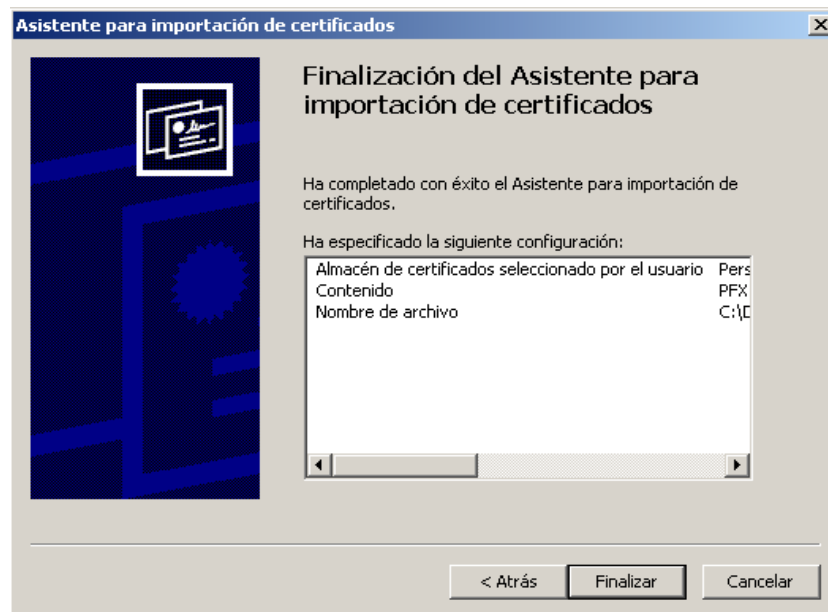 Asistente para importación de certificados
Finalización del Asistente para
importación de certificados
Ha completado con éxito el Asistente para importación de
certificados.
Ha especificado la siguiente configuración:
Almacén de certificados seleccionado por el usuario Pers
Contenido PFX
Nombre de archivo C:\D
< Atrás Finalizar Cancelar